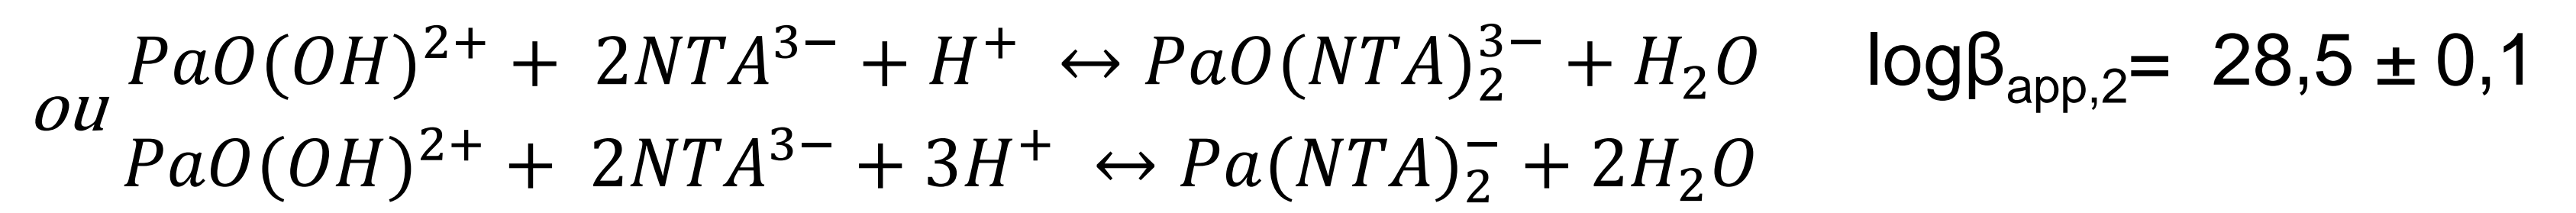 PaO(OH)²⁺ + 2NTA³⁻ + H⁺ ↔ PaO(NTA)₂³⁻ + H₂O logβ_app,2= 28,5 ± 0,1
ou
PaO(OH)²⁺ + 2NTA³⁻ + 3H⁺ ↔ Pa(NTA)₂⁻ + 2H₂O